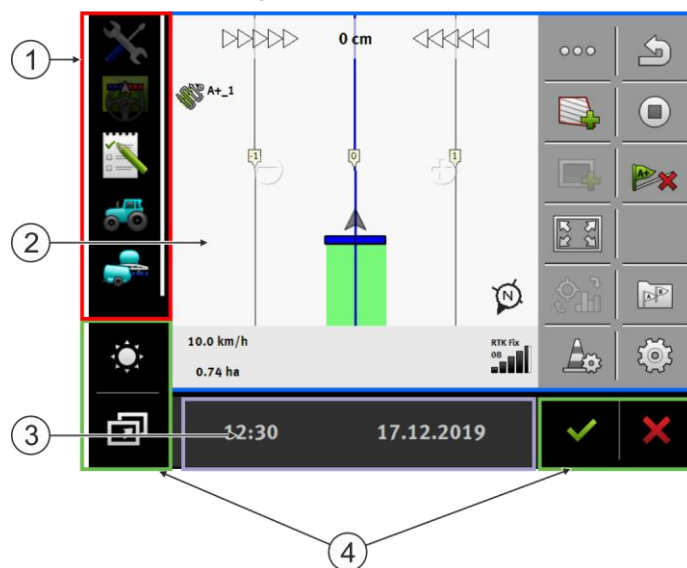 1
0 cm
A+_1
-1
0
1
A+
2
N
A B
10.0 km/h
RTK Fix
08
0.74 ha
3
12:30
17.12.2019
4